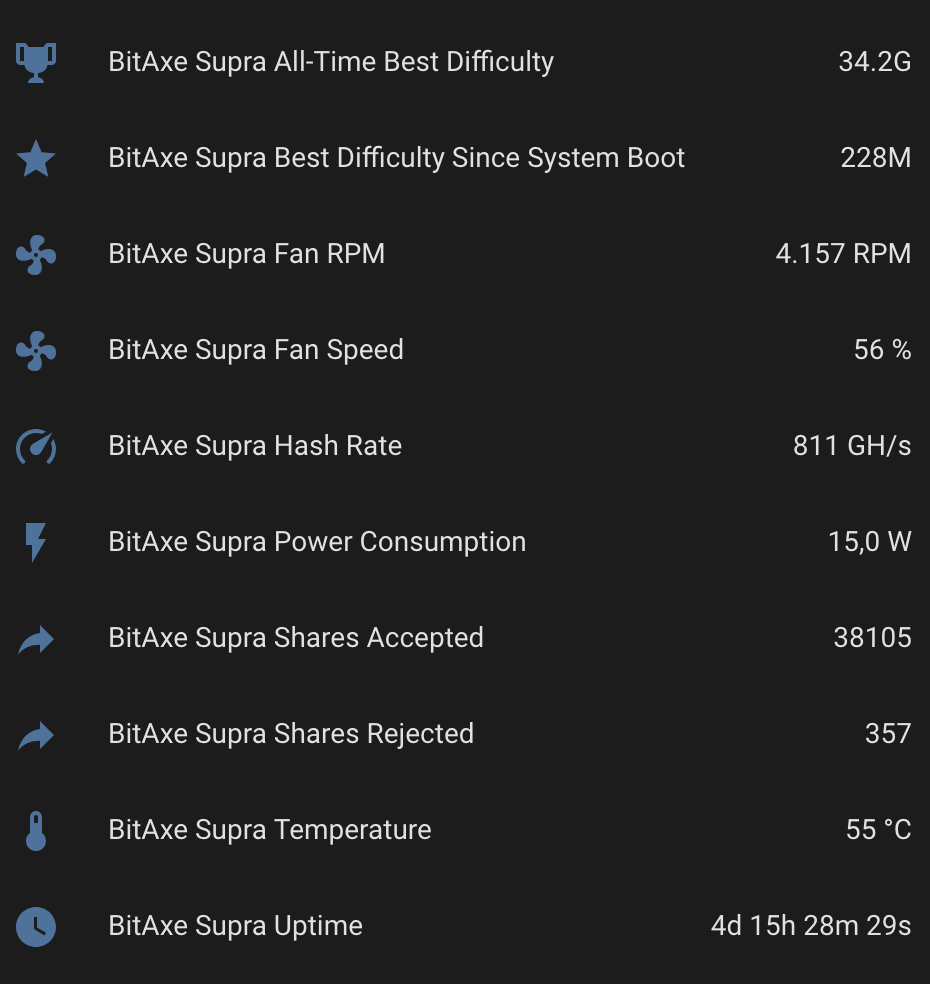 BitAxe Supra All-Time Best Difficulty 34.2G
BitAxe Supra Best Difficulty Since System Boot 228M
BitAxe Supra Fan RPM 4.157 RPM
BitAxe Supra Fan Speed 56 %
BitAxe Supra Hash Rate 811 GH/s
BitAxe Supra Power Consumption 15,0 W
BitAxe Supra Shares Accepted 38105
BitAxe Supra Shares Rejected 357
BitAxe Supra Temperature 55 °C
BitAxe Supra Uptime 4d 15h 28m 29s